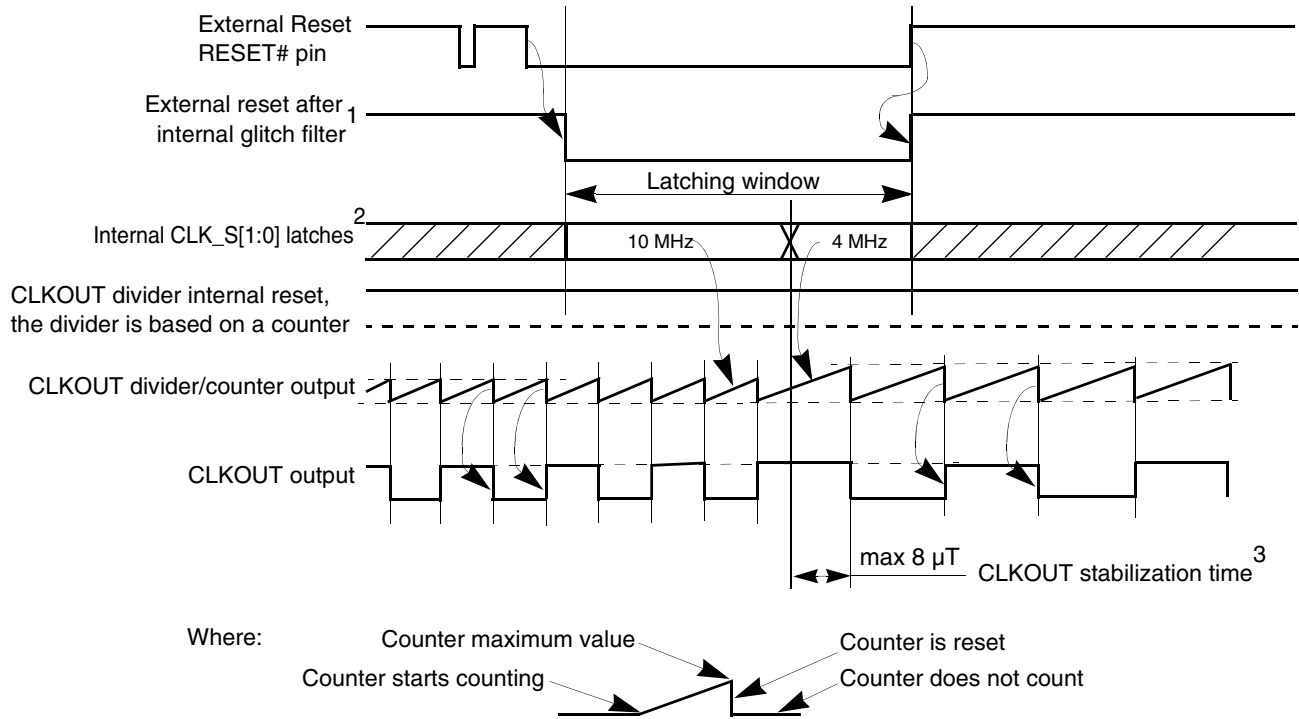 External Reset
RESET# pin
External reset after 1
internal glitch filter
Latching window
Internal CLK_S[1:0] latches 2
10 MHz
4 MHz
CLKOUT divider internal reset,
the divider is based on a counter
CLKOUT divider/counter output
CLKOUT output
max 8 µT
CLKOUT stabilization time 3
Where:
Counter maximum value
Counter is reset
Counter starts counting
Counter does not count